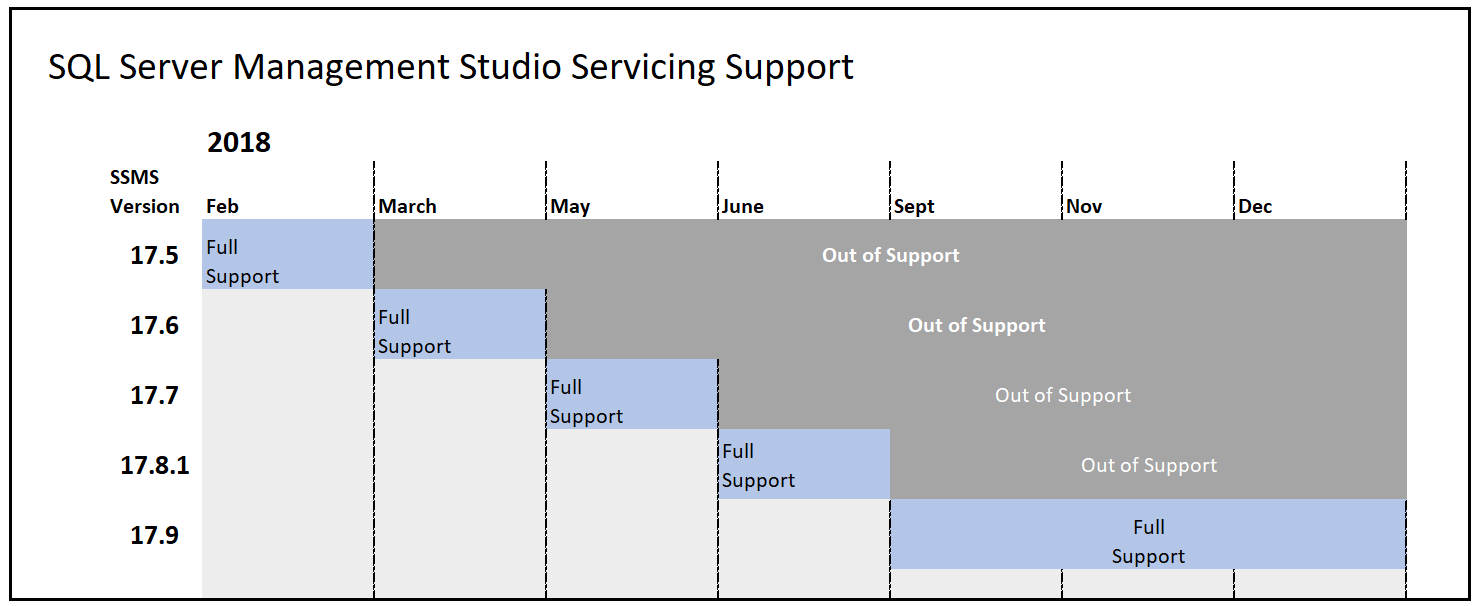 SQL Server Management Studio Servicing Support
2018
SSMS
Version
Feb
March
May
June
Sept
Nov
Dec
17.5
Full
Support
Out of Support
17.6
Full
Support
Out of Support
17.7
Full
Support
Out of Support
17.8.1
Full
Support
Out of Support
17.9
Full
Support